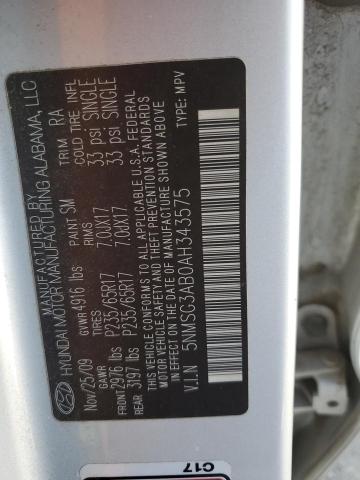 MANUFACTURED BY
HYUNDAI MOTOR MANUFACTURING ALABAMA, LLC
HYUNDAI
Nov/25/09 GVWR 4916 lbs PAINT SM TRIM RA
GAWR TIRES RIMS COLD TIRE INFL
FRONT 2976 lbs P235/65R17 7.0JX17 33 psi SINGLE
REAR 3197 lbs P235/65R17 7.0JX17 33 psi SINGLE
THIS VEHICLE CONFORMS TO ALL APPLICABLE U.S.A. FEDERAL
MOTOR VEHICLE SAFETY AND THEFT PREVENTION STANDARDS
IN EFFECT ON THE DATE OF MANUFACTURE SHOWN ABOVE
V.I.N 5NMSG3AB0AH343575 TYPE: MPV
C17